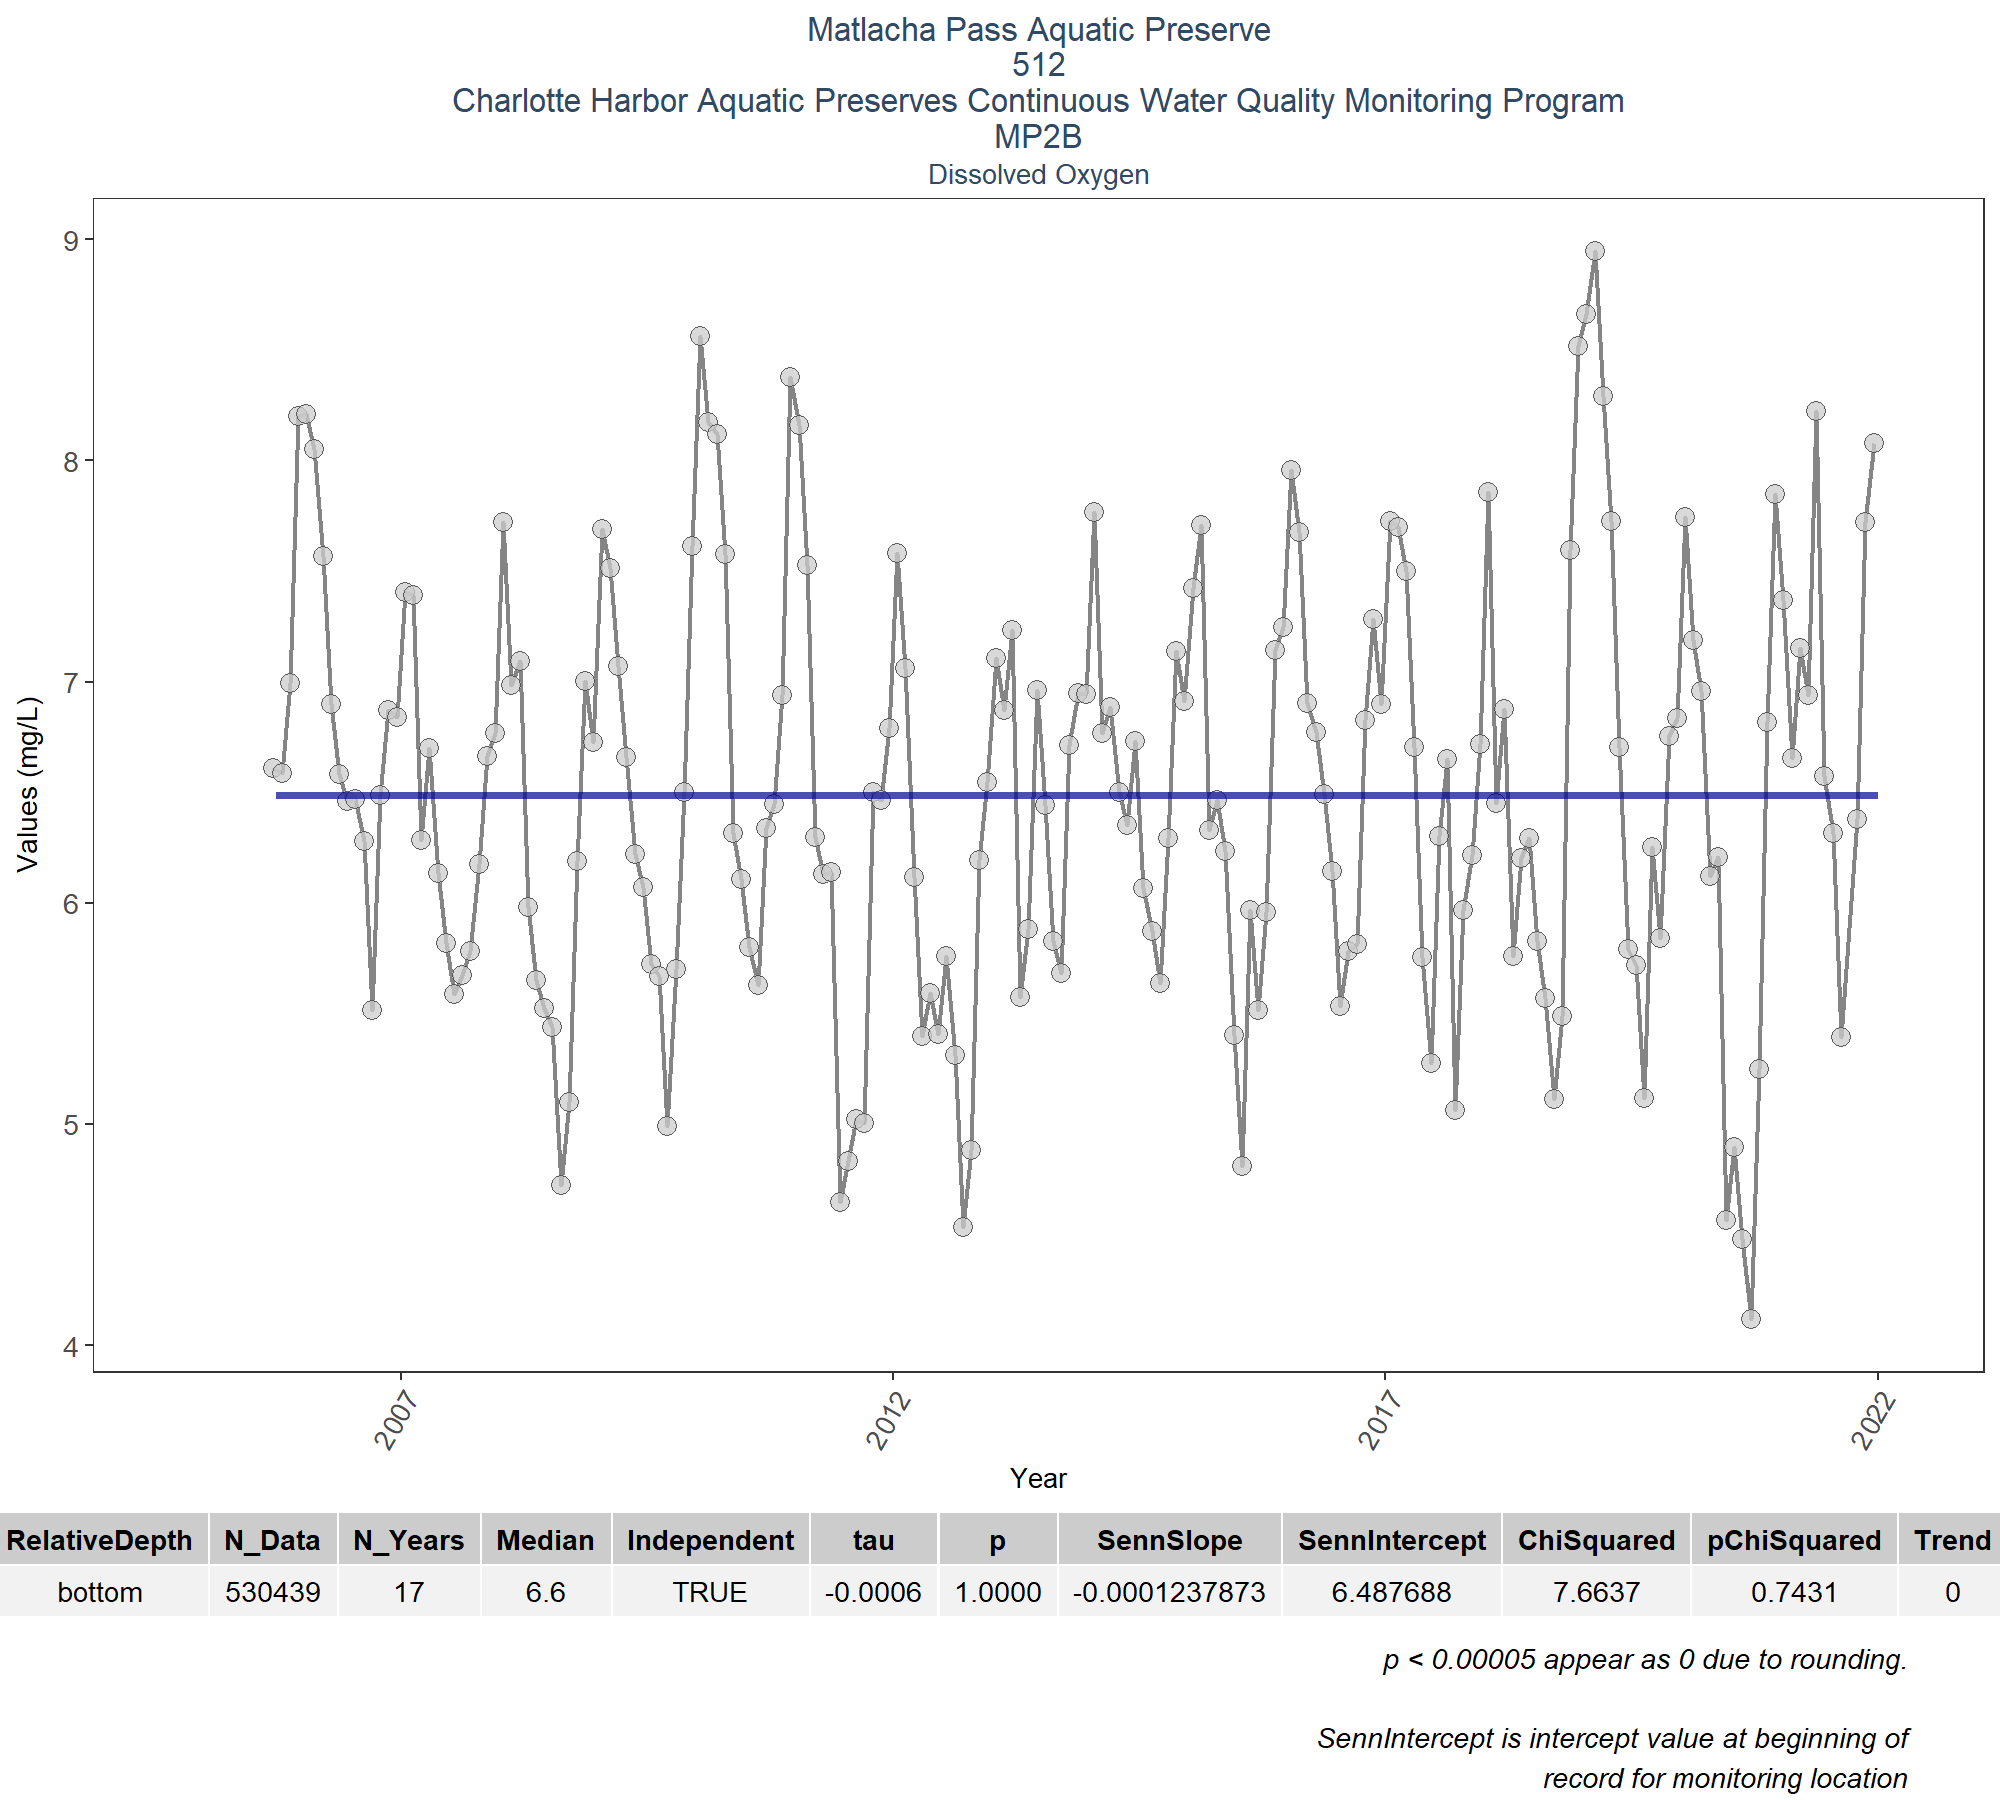 Matlacha Pass Aquatic Preserve
512
Charlotte Harbor Aquatic Preserves Continuous Water Quality Monitoring Program
MP2B
Dissolved Oxygen
9
8
7
6
5
4
Values (mg/L)
2007 2012 2017 2022
Year
RelativeDepth N_Data N_Years Median Independent tau p SennSlope SennIntercept ChiSquared pChiSquared Trend
bottom 530439 17 6.6 TRUE -0.0006 1.0000 -0.0001237873 6.487688 7.6637 0.7431 0
p < 0.00005 appear as 0 due to rounding.
SennIntercept is intercept value at beginning of
record for monitoring location